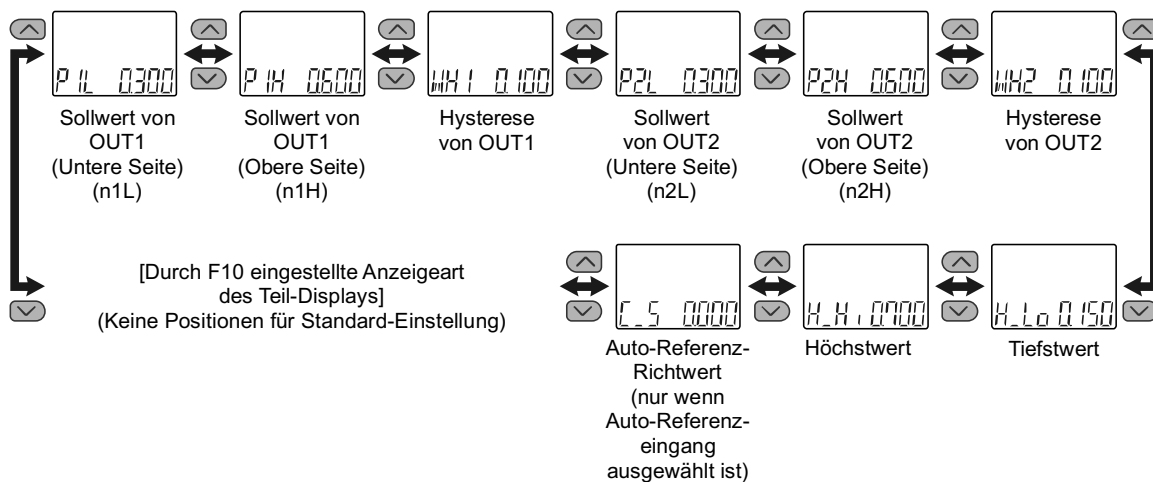 P1L 0.300
Sollwert von
OUT1
(Untere Seite)
(n1L)
P1H 0.600
Sollwert von
OUT1
(Obere Seite)
(n1H)
WH1 0.100
Hysterese
von OUT1
P2L 0.300
Sollwert
von OUT2
(Untere Seite)
(n2L)
P2H 0.600
Sollwert
von OUT2
(Obere Seite)
(n2H)
WH2 0.100
Hysterese
von OUT2
[Durch F10 eingestellte Anzeigeart
des Teil-Displays]
(Keine Positionen für Standard-Einstellung)
C_S 0.000
Auto-Referenz-
Richtwert
(nur wenn
Auto-Referenz-
eingang
ausgewählt ist)
H_Hi 0.700
Höchstwert
H_Lo 0.150
Tiefstwert